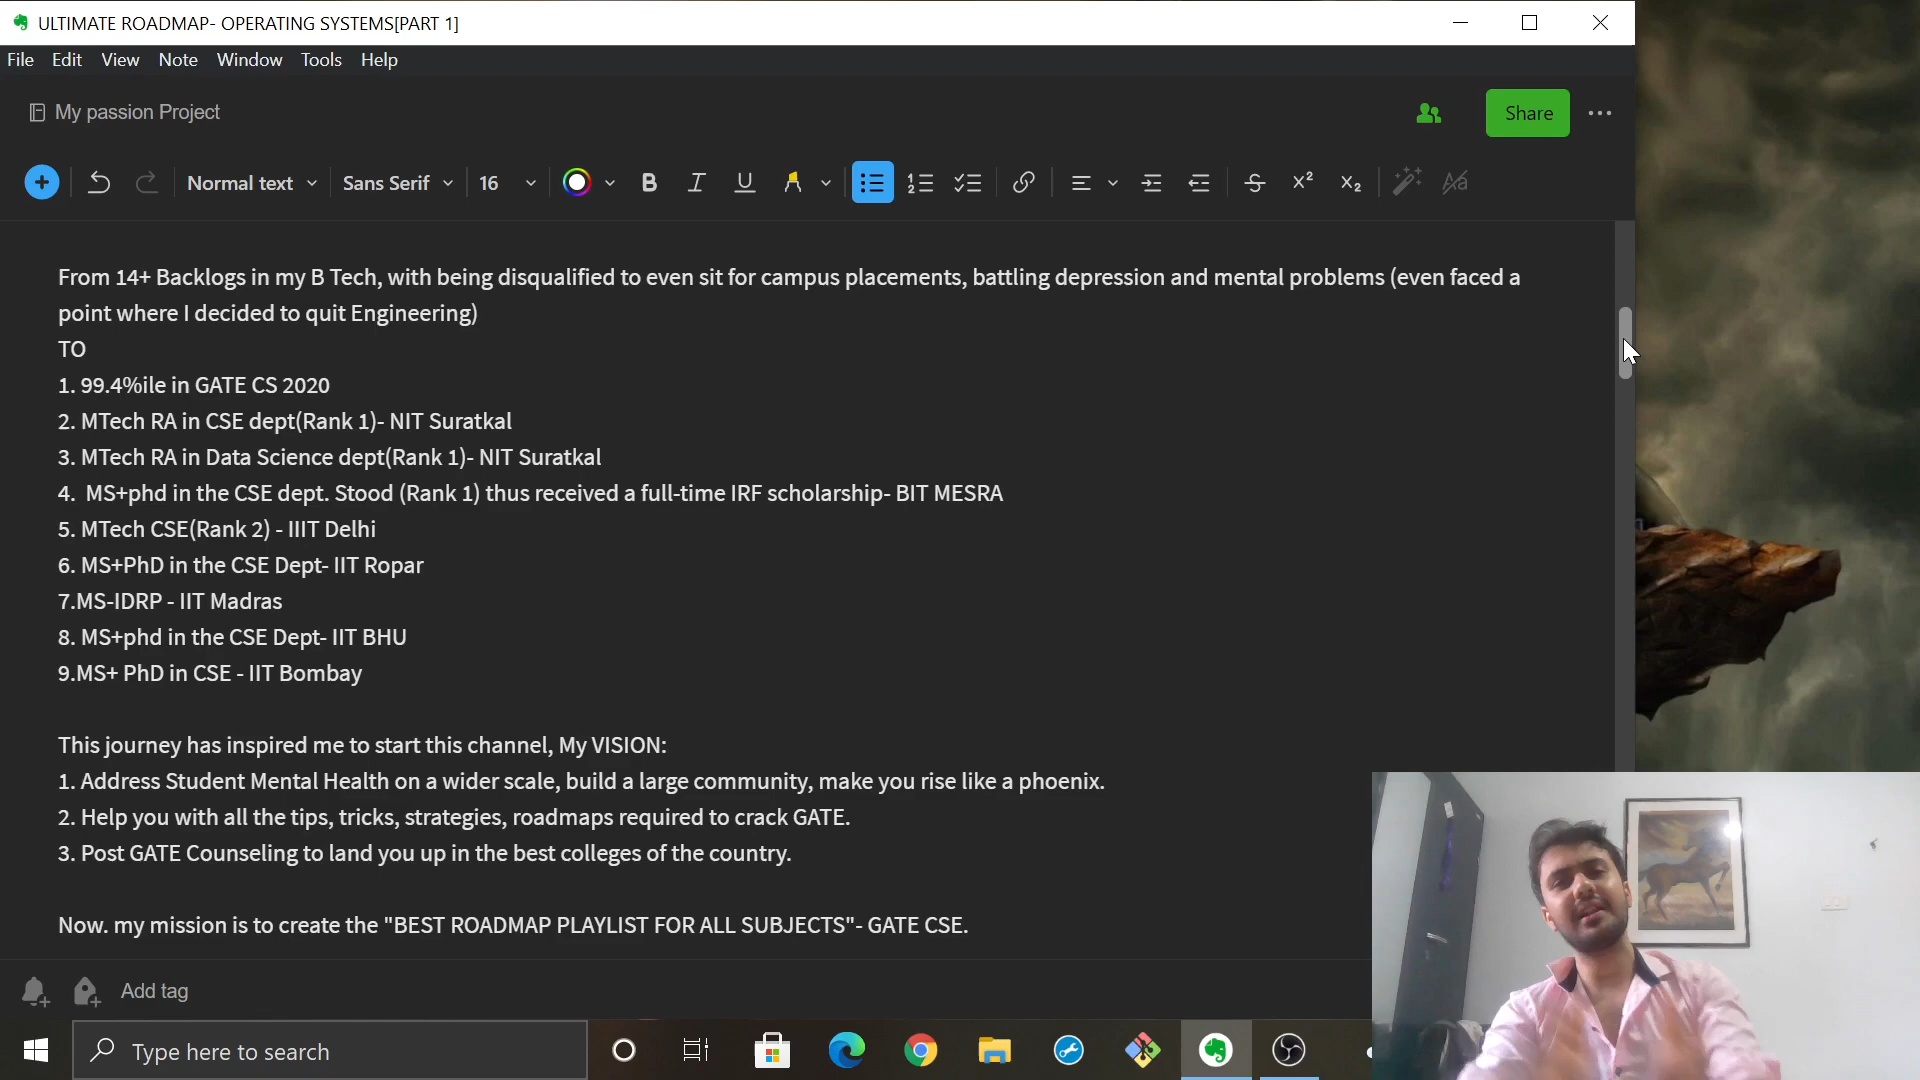 ULTIMATE ROADMAP- OPERATING SYSTEMS[PART 1]
File Edit View Note Window Tools Help
My passion Project
Share
Normal text Sans Serif 16
From 14+ Backlogs in my B Tech, with being disqualified to even sit for campus placements, battling depression and mental problems (even faced a
point where I decided to quit Engineering)
TO
1. 99.4%ile in GATE CS 2020
2. MTech RA in CSE dept(Rank 1)- NIT Suratkal
3. MTech RA in Data Science dept(Rank 1)- NIT Suratkal
4.  MS+phd in the CSE dept. Stood (Rank 1) thus received a full-time IRF scholarship- BIT MESRA
5. MTech CSE(Rank 2) - IIIT Delhi
6. MS+PhD in the CSE Dept- IIT Ropar
7.MS-IDRP - IIT Madras
8. MS+phd in the CSE Dept- IIT BHU
9.MS+ PhD in CSE - IIT Bombay
This journey has inspired me to start this channel, My VISION:
1. Address Student Mental Health on a wider scale, build a large community, make you rise like a phoenix.
2. Help you with all the tips, tricks, strategies, roadmaps required to crack GATE.
3. Post GATE Counseling to land you up in the best colleges of the country.
Now. my mission is to create the "BEST ROADMAP PLAYLIST FOR ALL SUBJECTS"- GATE CSE.
Add tag
Type here to search